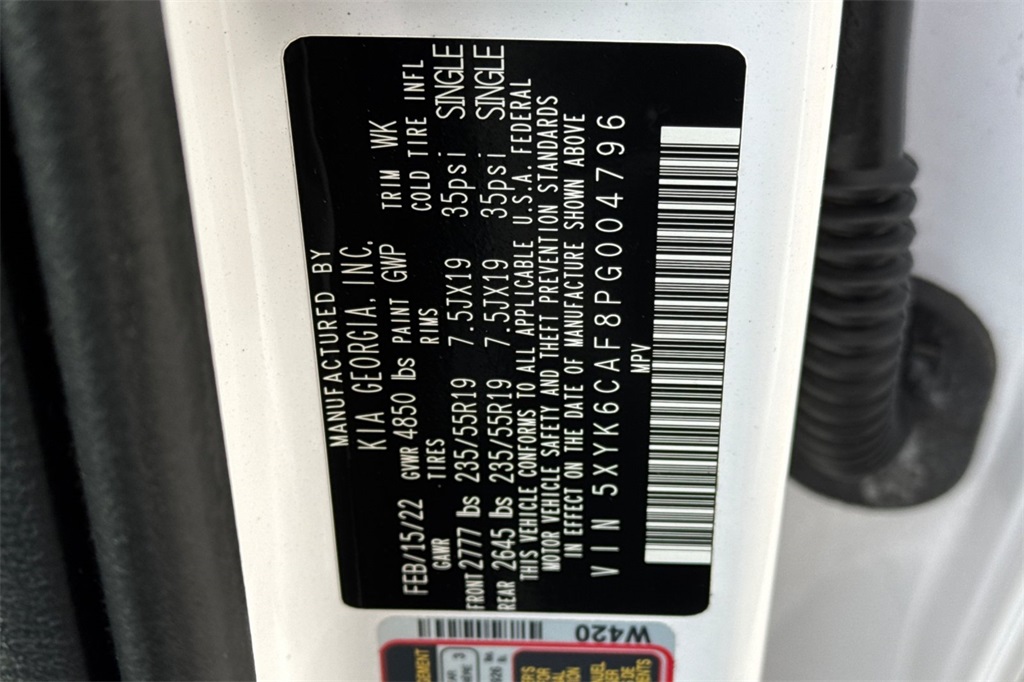 MANUFACTURED BY
KIA GEORGIA, INC.
FEB/15/22 GVWR 4850 lbs PAINT GWP TRIM WK
GAWR TIRES RIMS COLD TIRE INFL
FRONT 2777 lbs 235/55R19 7.5JX19 35psi SINGLE
REAR 2645 lbs 235/55R19 7.5JX19 35psi SINGLE
THIS VEHICLE CONFORMS TO ALL APPLICABLE U.S.A. FEDERAL
MOTOR VEHICLE SAFETY AND THEFT PREVENTION STANDARDS
IN EFFECT ON THE DATE OF MANUFACTURE SHOWN ABOVE
VIN 5XYK6CAF8PG004796
MPV
W420